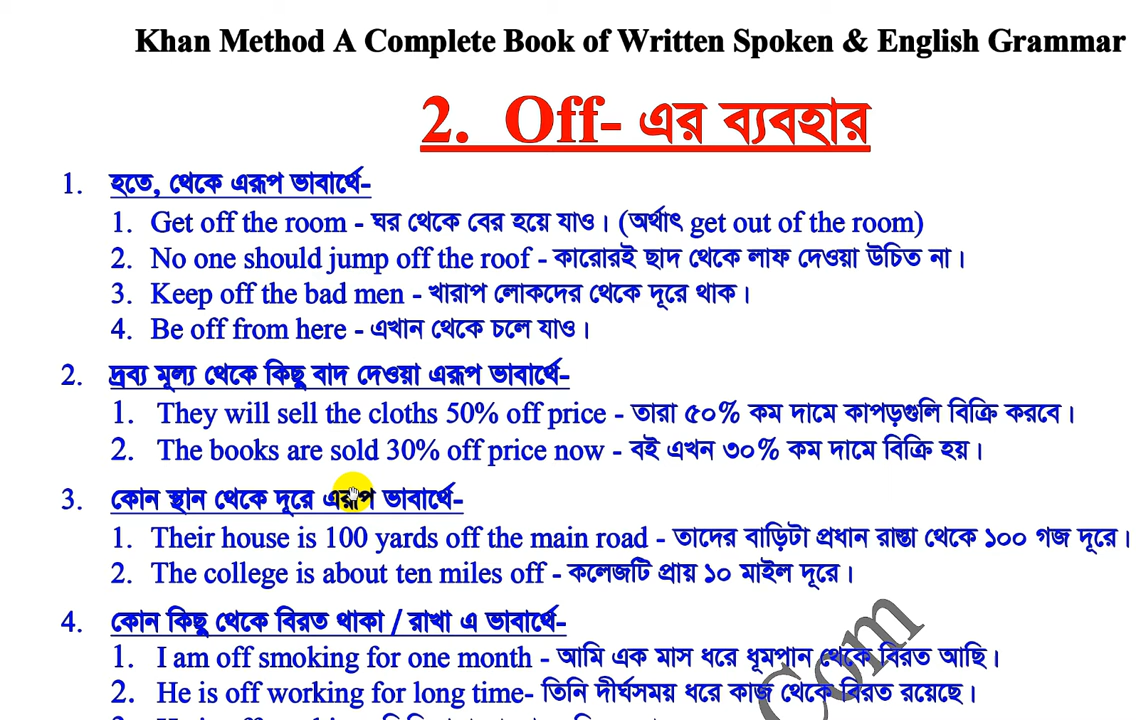 Khan Method A Complete Book of Written Spoken & English Grammar
2. Off- এর ব্যবহার
1. হতে, থেকে এরূপ ভাবার্থে-
1. Get off the room - ঘর থেকে বের হয়ে যাও। (অর্থাৎ get out of the room)
2. No one should jump off the roof - কারোরই ছাদ থেকে লাফ দেওয়া উচিত না।
3. Keep off the bad men - খারাপ লোকদের থেকে দূরে থাক।
4. Be off from here - এখান থেকে চলে যাও।
2. দ্রব্য মূল্য থেকে কিছু বাদ দেওয়া এরূপ ভাবার্থে-
1. They will sell the cloths 50% off price - তারা ৫০% কম দামে কাপড়গুলি বিক্রি করবে।
2. The books are sold 30% off price now - বই এখন ৩০% কম দামে বিক্রি হয়।
3. কোন স্থান থেকে দূরে এরূপ ভাবার্থে-
1. Their house is 100 yards off the main road - তাদের বাড়িটা প্রধান রাস্তা থেকে ১০০ গজ দূরে।
2. The college is about ten miles off - কলেজটি প্রায় ১০ মাইল দূরে।
4. কোন কিছু থেকে বিরত থাকা / রাখা এ ভাবার্থে-
1. I am off smoking for one month - আমি এক মাস ধরে ধূমপান থেকে বিরত আছি।
2. He is off working for long time- তিনি দীর্ঘসময় ধরে কাজ থেকে বিরত রয়েছে।
Com